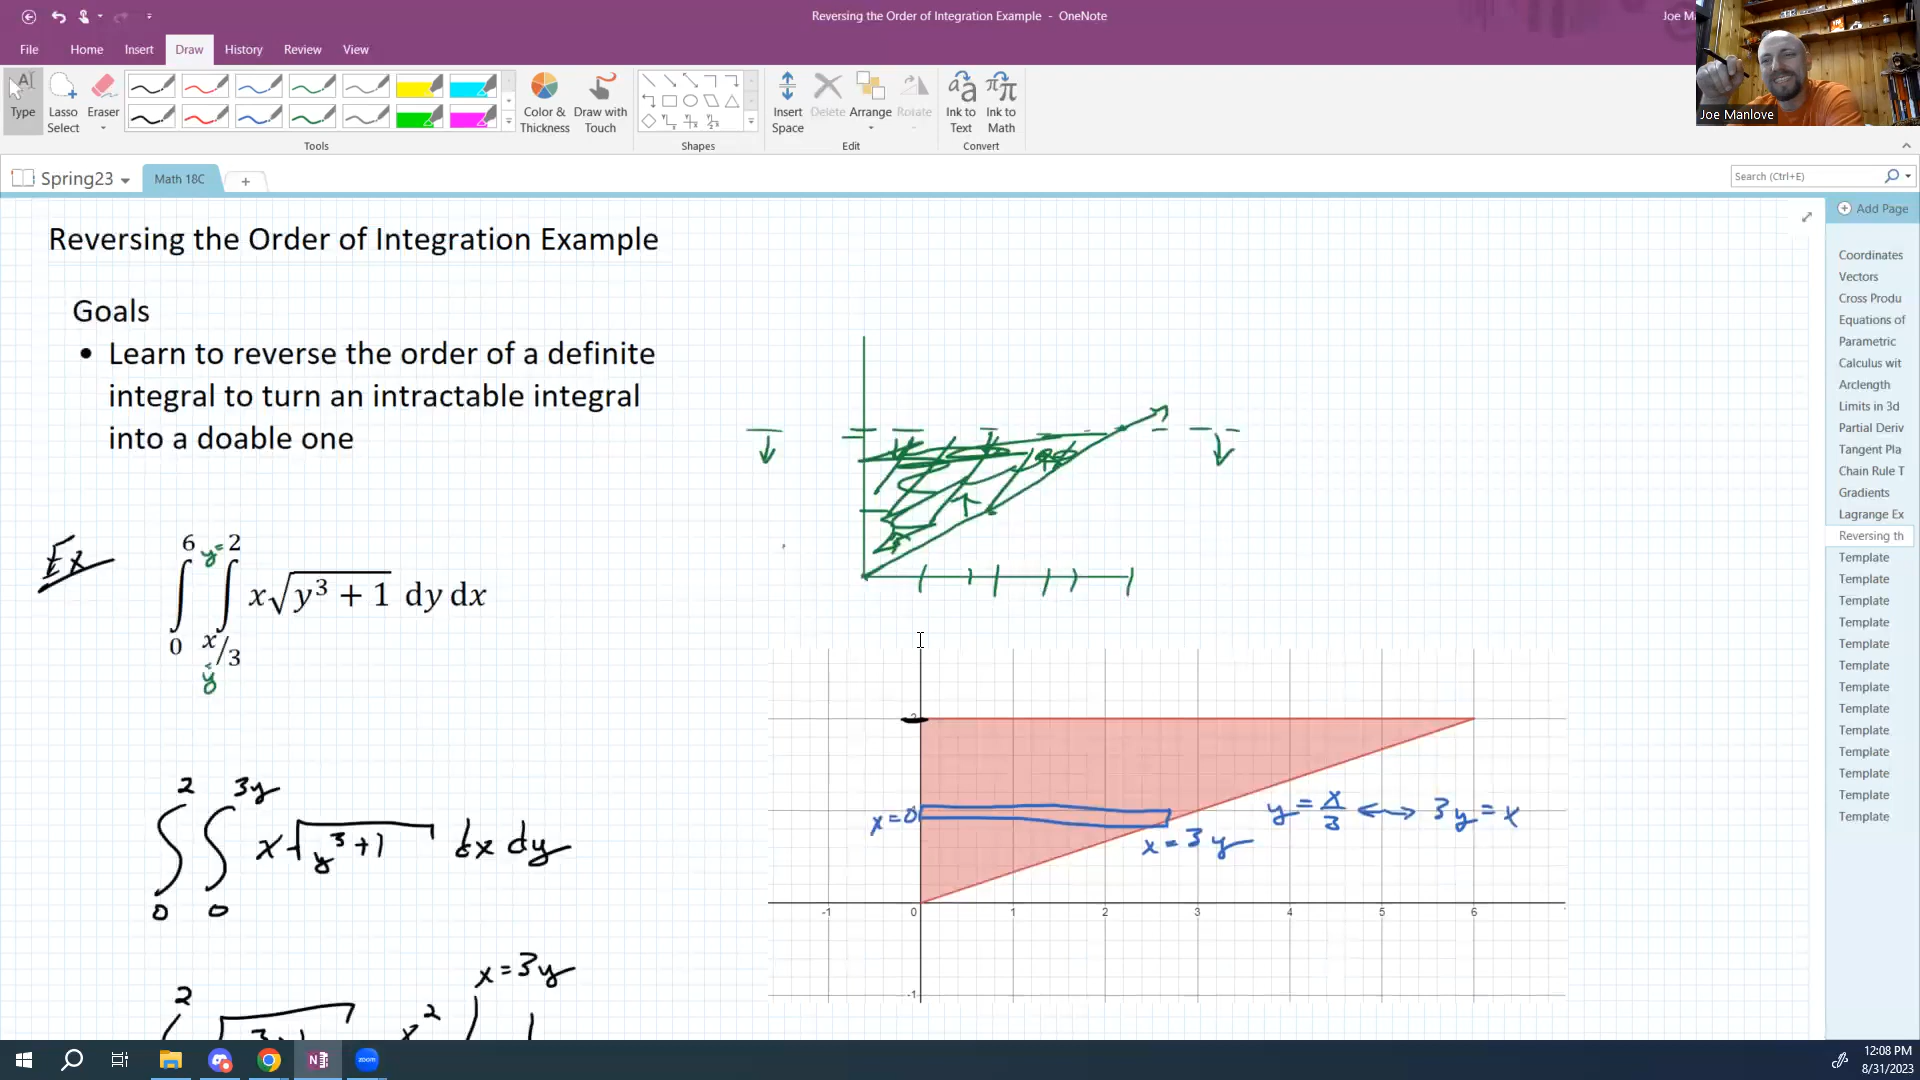 Reversing the Order of Integration Example - OneNote
Joe Ma
Joe Manlove
File Home Insert Draw History Review View
Type
Lasso Select
Eraser
Color & Thickness
Draw with Touch
Insert Space
Delete
Arrange
Rotate
Ink to Text
Ink to Math
Tools
Shapes
Edit
Convert
Spring23
Math 18C
+
Search (Ctrl+E)
Add Page
Reversing the Order of Integration Example
Goals
• Learn to reverse the order of a definite
integral to turn an intractable integral
into a doable one
Ex
∫_0^6 ∫_{y=x/3}^{y=2} x√(y³ + 1) dy dx
∫_0^2 ∫_0^{3y} x√(y³+1) dx dy
x=3y
2
x²
2
x=0
x=3y
y=x/3 ↔ 3y=x
-1 0 1 2 3 4 5 6
-1
Coordinates
Vectors
Cross Produ
Equations of
Parametric
Calculus wit
Arclength
Limits in 3d
Partial Deriv
Tangent Pla
Chain Rule T
Gradients
Lagrange Ex
Reversing th
Template
Template
Template
Template
Template
Template
Template
Template
Template
Template
Template
Template
Template
zoom
12:08 PM
8/31/2023